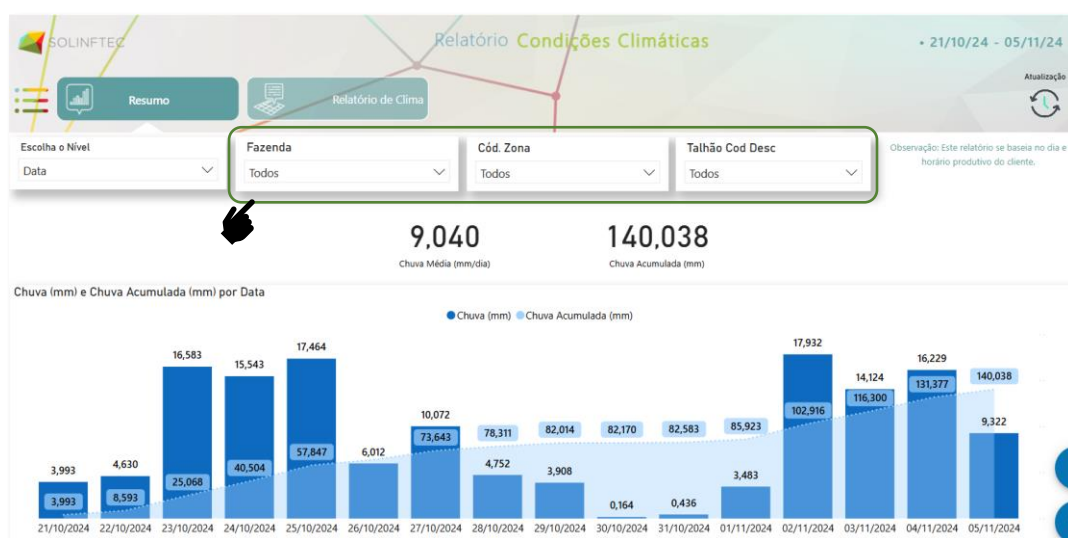 SOLINFTEC
Relatório Condições Climáticas
• 21/10/24 - 05/11/24
Resumo
Relatório de Clima
Atualização
Escolha o Nível
Data
Fazenda
Todos
Cód. Zona
Todos
Talhão Cod Desc
Todos
Observação: Este relatório se baseia no dia e
horário produtivo do cliente.
9,040
Chuva Média (mm/dia)
140,038
Chuva Acumulada (mm)
Chuva (mm) e Chuva Acumulada (mm) por Data
Chuva (mm) Chuva Acumulada (mm)
3,993 4,630 16,583 15,543 17,464 6,012 10,072 4,752 3,908 0,164 0,436 3,483 17,932 14,124 16,229 9,322
3,993 8,593 25,068 40,504 57,847 73,643 78,311 82,014 82,170 82,583 85,923 102,916 116,300 131,377 140,038
21/10/2024 22/10/2024 23/10/2024 24/10/2024 25/10/2024 26/10/2024 27/10/2024 28/10/2024 29/10/2024 30/10/2024 31/10/2024 01/11/2024 02/11/2024 03/11/2024 04/11/2024 05/11/2024